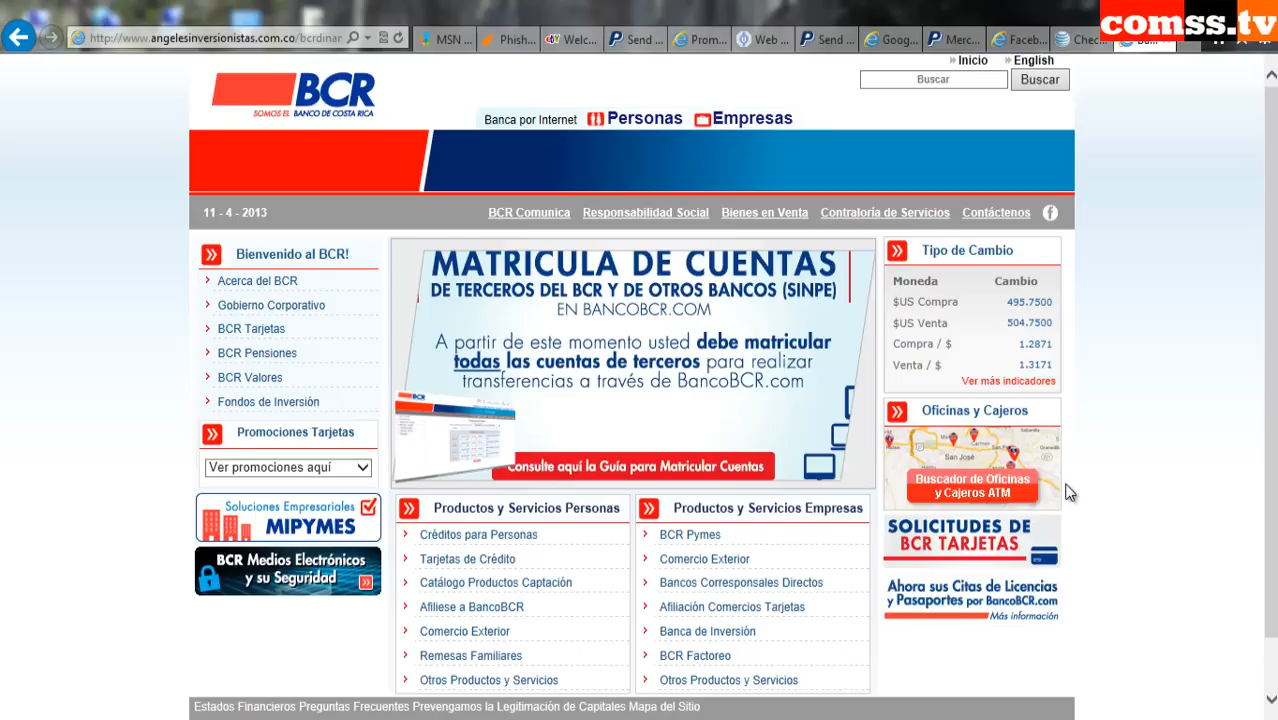 comss.tv
http://www.angelesinversionistas.com.co/bcrdinar
MSN ...
Phish...
Welc...
Send ...
Prom...
Web ...
Send ...
Goog...
Merc...
Faceb...
Chec...
Inicio
English
Buscar
Buscar
BCR
SOMOS EL BANCO DE COSTA RICA
Banca por Internet Personas Empresas
11 - 4 - 2013
BCR Comunica Responsabilidad Social Bienes en Venta Contraloría de Servicios Contáctenos
Bienvenido al BCR!
Acerca del BCR
Gobierno Corporativo
BCR Tarjetas
BCR Pensiones
BCR Valores
Fondos de Inversión
Promociones Tarjetas
Ver promociones aquí
Soluciones Empresariales
MIPYMES
BCR Medios Electrónicos
y su Seguridad
MATRICULA DE CUENTAS
DE TERCEROS DEL BCR Y DE OTROS BANCOS (SINPE)
EN BANCOBCR.COM
A partir de este momento usted debe matricular
todas las cuentas de terceros para realizar
transferencias a través de BancoBCR.com
Consulte aquí la Guía para Matricular Cuentas
Productos y Servicios Personas
Créditos para Personas
Tarjetas de Crédito
Catálogo Productos Captación
Afiliese a BancoBCR
Comercio Exterior
Remesas Familiares
Otros Productos y Servicios
Productos y Servicios Empresas
BCR Pymes
Comercio Exterior
Bancos Corresponsales Directos
Afiliación Comercios Tarjetas
Banca de Inversión
BCR Factoreo
Otros Productos y Servicios
Tipo de Cambio
Moneda Cambio
$US Compra 495.7500
$US Venta 504.7500
Compra / $ 1.2871
Venta / $ 1.3171
Ver más indicadores
Oficinas y Cajeros
San José
Buscador de Oficinas
y Cajeros ATM
SOLICITUDES DE
BCR TARJETAS
Ahora sus Citas de Licencias
y Pasaportes por BancoBCR.com
Más información
Estados Financieros Preguntas Frecuentes Prevengamos la Legitimación de Capitales Mapa del Sitio